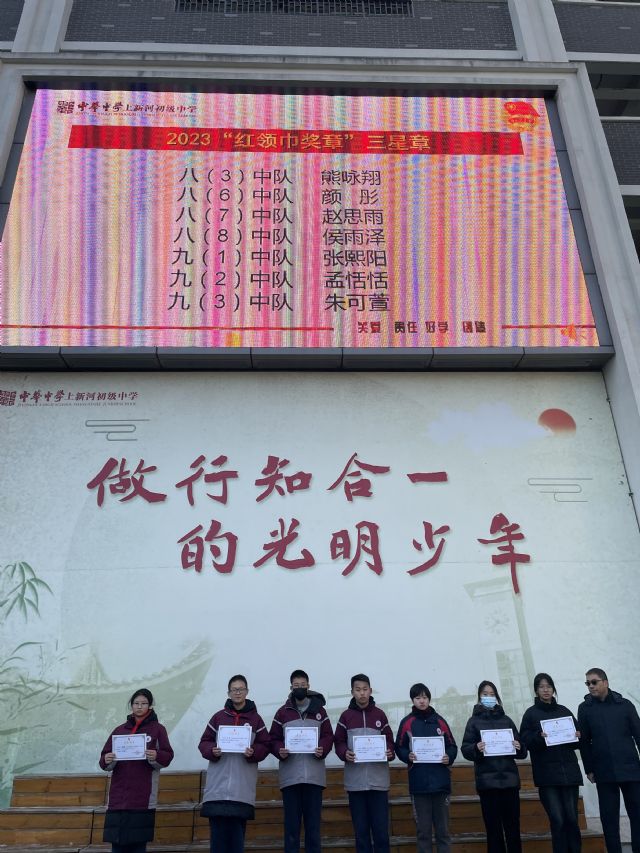 中华中学上新河初级中学
2023 “红领巾奖章” 三星章
八（3）中队 熊咏翔
八（6）中队 颜 彤
八（7）中队 赵思雨
八（8）中队 侯雨泽
九（1）中队 张熙阳
九（2）中队 孟恬恬
九（3）中队 朱可萱
关爱 责任 好学
中华中学上新河初级中学
做行知合一
的光明少年